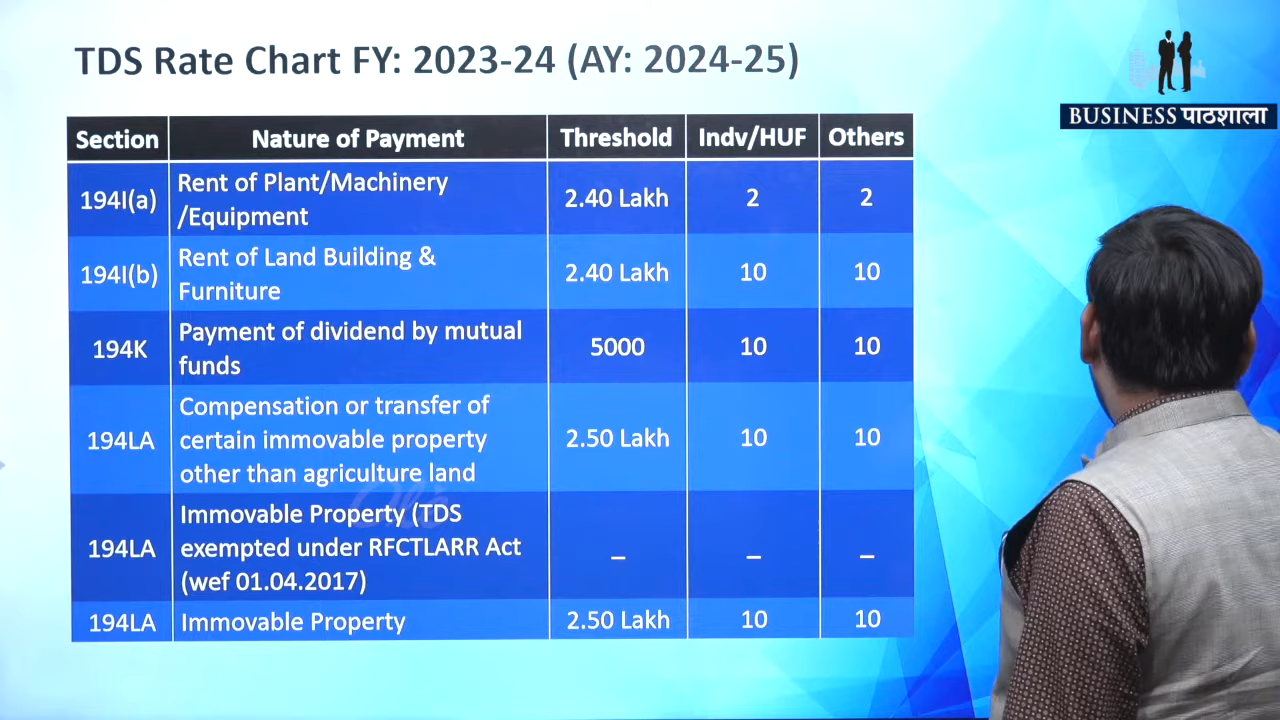 TDS Rate Chart FY: 2023-24 (AY: 2024-25)
BUSINESS पाठशाला
Section Nature of Payment Threshold Indv/HUF Others
194I(a) Rent of Plant/Machinery
/Equipment 2.40 Lakh 2 2
194I(b) Rent of Land Building &
Furniture 2.40 Lakh 10 10
194K Payment of dividend by mutual
funds 5000 10 10
194LA Compensation or transfer of
certain immovable property
other than agriculture land 2.50 Lakh 10 10
194LA Immovable Property (TDS
exempted under RFCTLARR Act
(wef 01.04.2017) – – –
194LA Immovable Property 2.50 Lakh 10 10